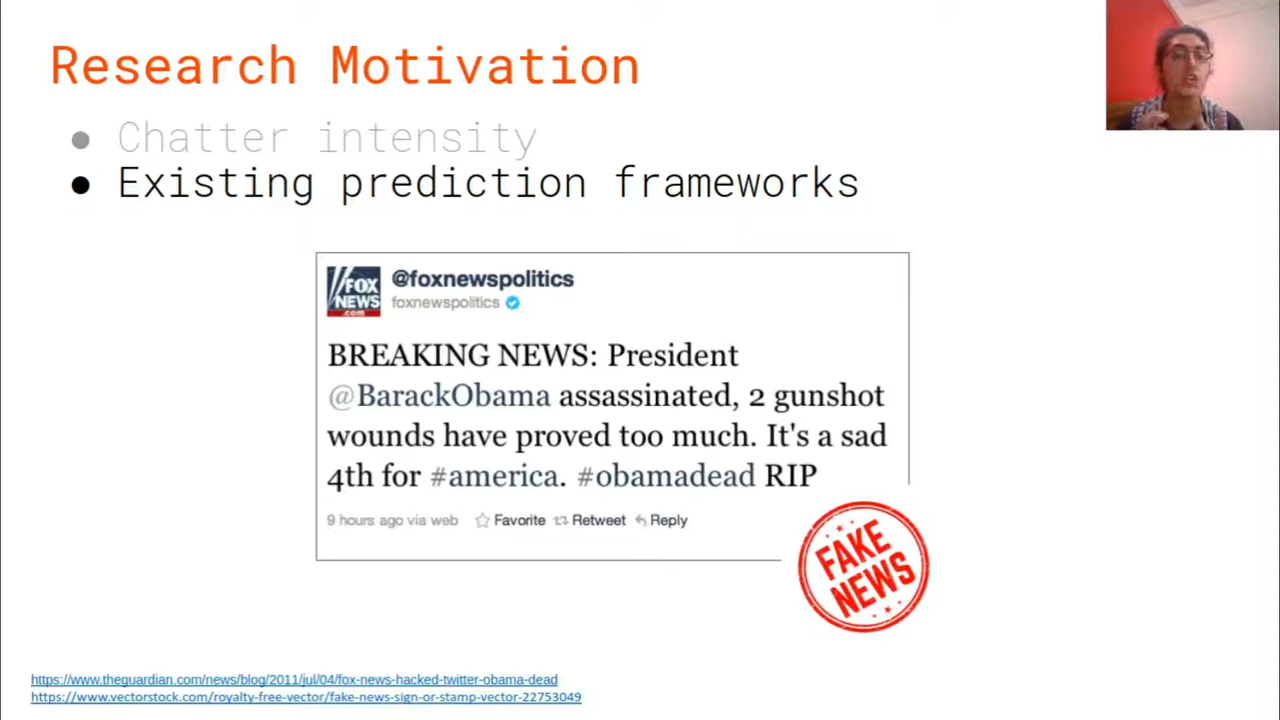 Research Motivation
● Chatter intensity
● Existing prediction frameworks
FOX
NEWS
.com
@foxnewspolitics
foxnewspolitics
BREAKING NEWS: President
@BarackObama assassinated, 2 gunshot
wounds have proved too much. It's a sad
4th for #america. #obamadead RIP
9 hours ago via web Favorite Retweet Reply
FAKE
NEWS
https://www.theguardian.com/news/blog/2011/jul/04/fox-news-hacked-twitter-obama-dead
https://www.vectorstock.com/royalty-free-vector/fake-news-sign-or-stamp-vector-22753049